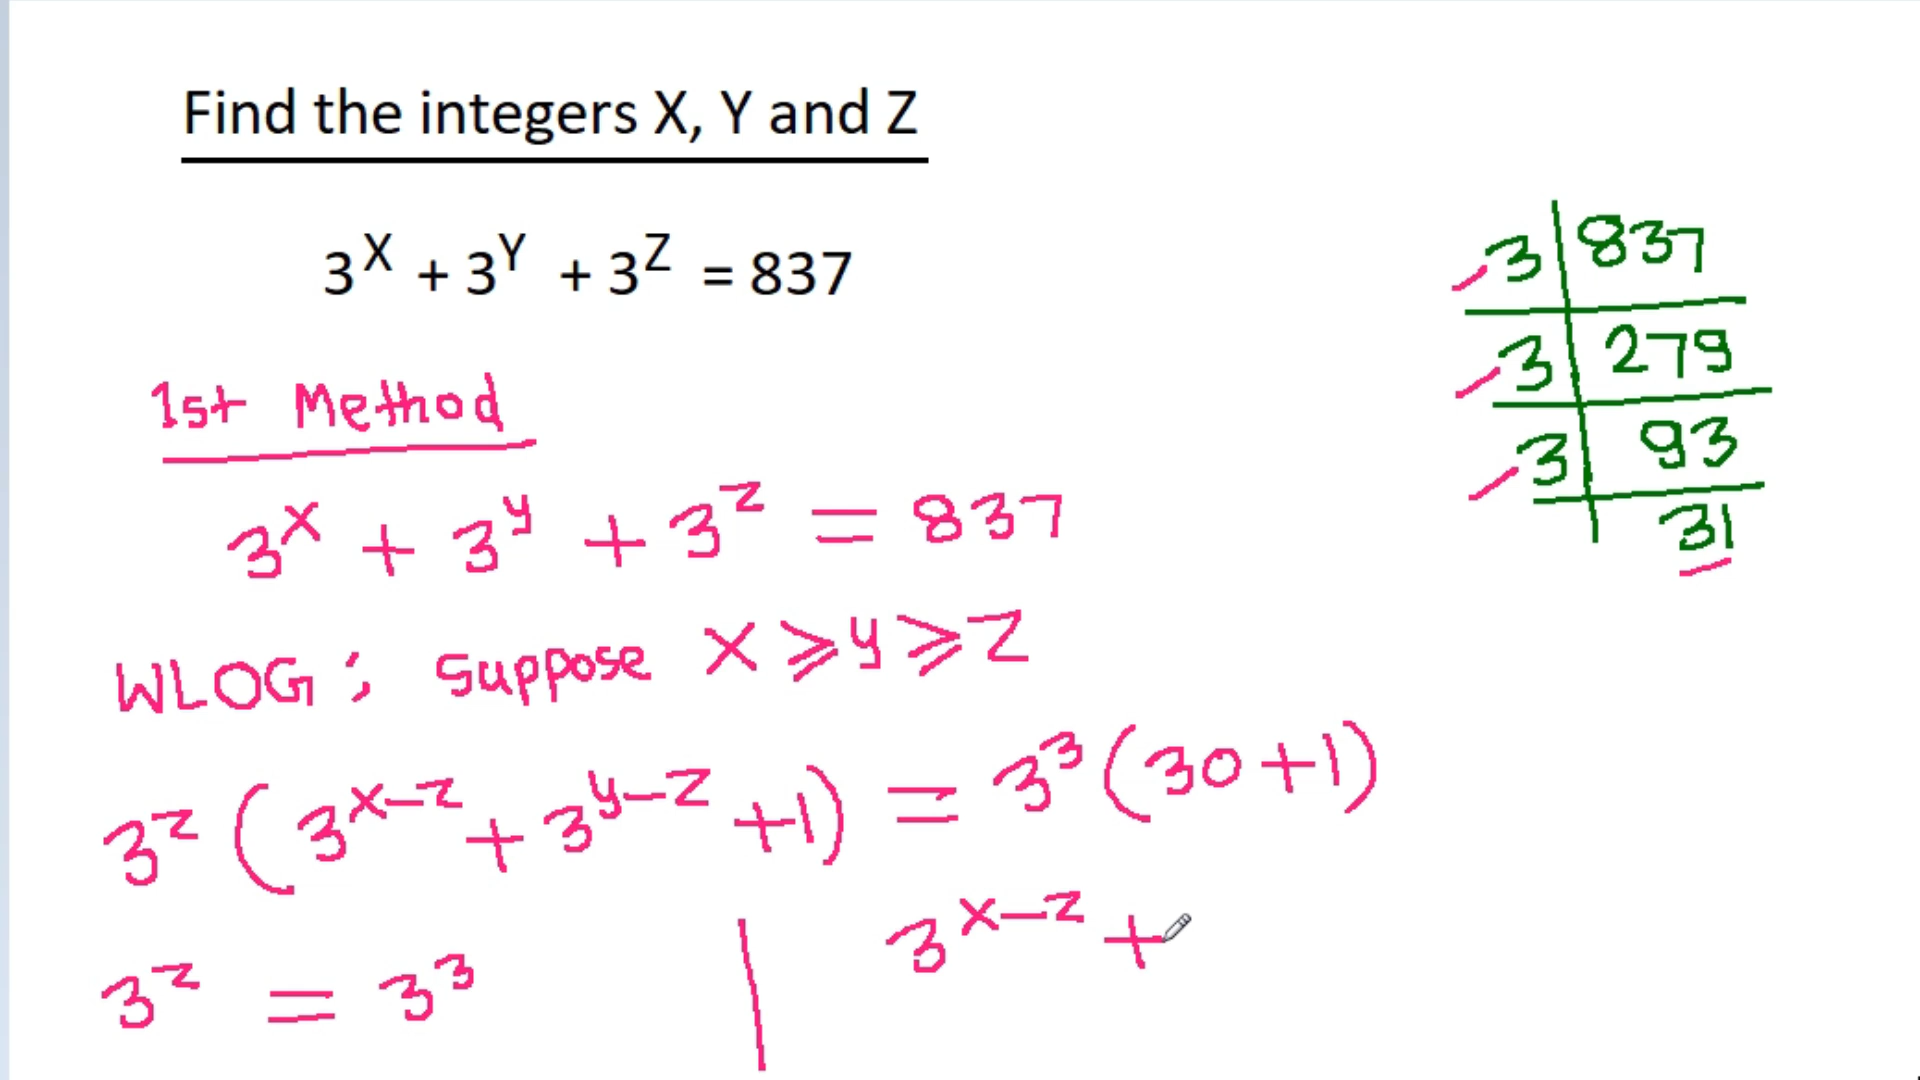 Find the integers X, Y and Z
3^X + 3^Y + 3^Z = 837
1st Method
3^x + 3^y + 3^z = 837
WLOG : Suppose x ⩾ y ⩾ z
3^z (3^x-z + 3^y-z + 1) = 3^3 (30 + 1)
3^z = 3^3 | 3^x-z +
3 | 837
3 | 279
3 | 93
31